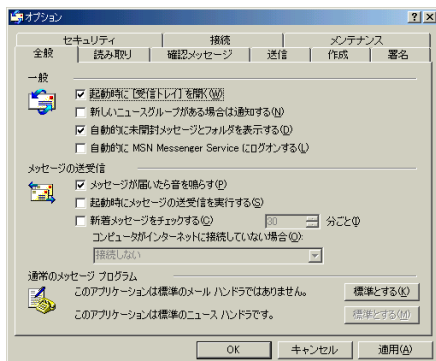 オプション
セキュリティ 接続 メンテナンス
全般 読み取り 確認メッセージ 送信 作成 署名
一般
起動時に [受信トレイ] を開く(W)
新しいニュースグループがある場合は通知する(N)
自動的に未開封メッセージとフォルダを表示する(D)
自動的に MSN Messenger Service にログオンする(L)
メッセージの送受信
メッセージが届いたら音を鳴らす(P)
起動時にメッセージの送受信を実行する(S)
新着メッセージをチェックする(C) 30 分ごと(I)
コンピュータがインターネットに接続していない場合(O):
接続しない
通常のメッセージ プログラム
このアプリケーションは標準のメール ハンドラではありません。 標準とする(K)
このアプリケーションは標準のニュース ハンドラです。 標準とする(M)
OK キャンセル 適用(A)